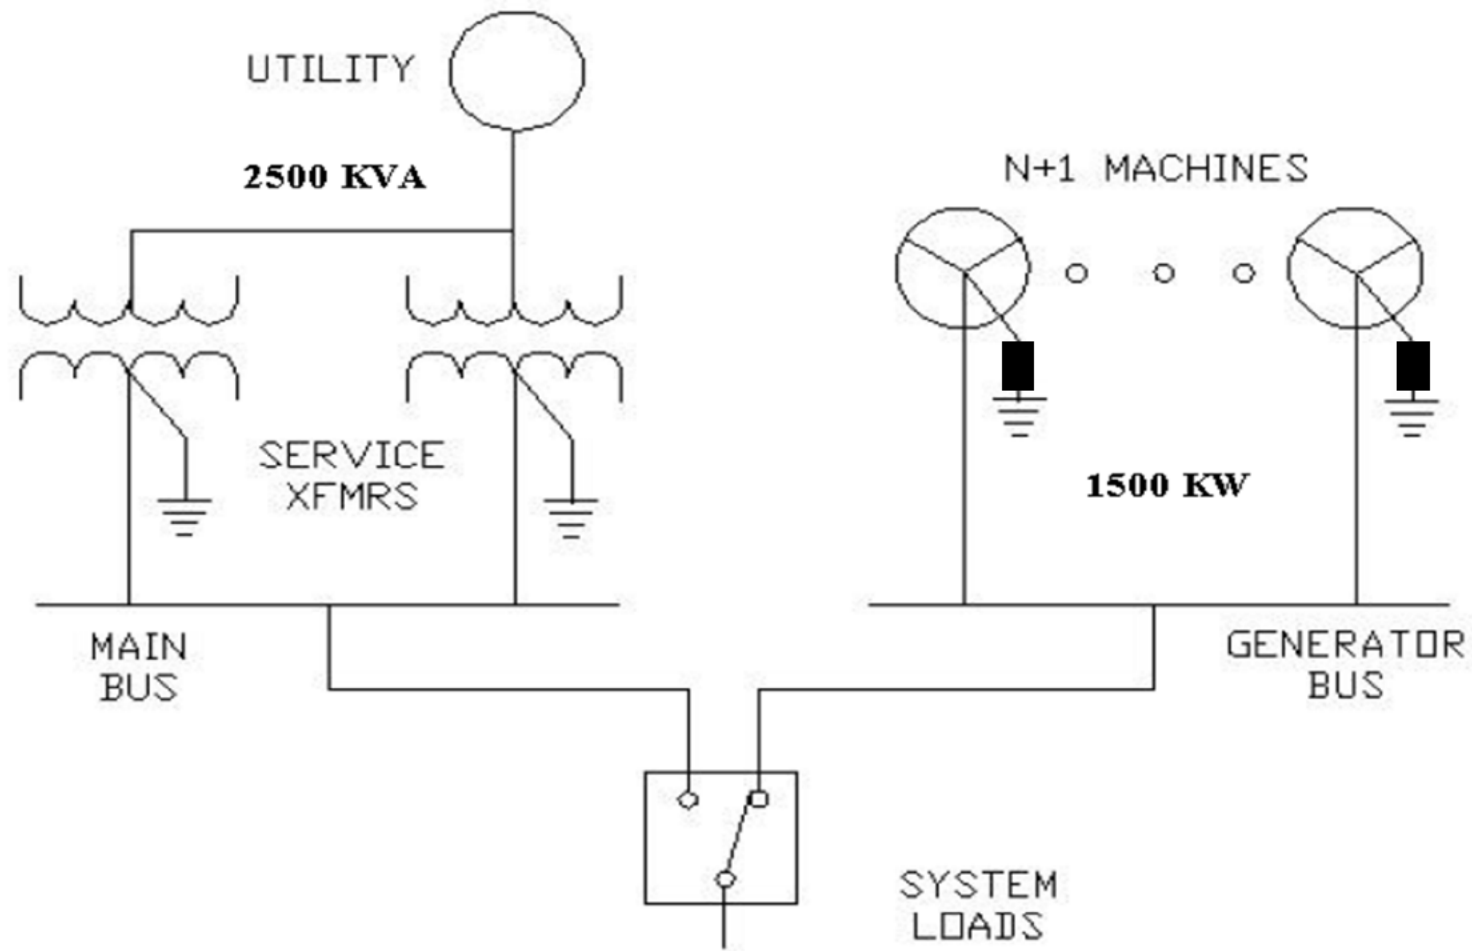 UTILITY
2500 KVA
N+1 MACHINES
SERVICE
XFMRS
1500 KW
MAIN
BUS
GENERATOR
BUS
SYSTEM
LOADS